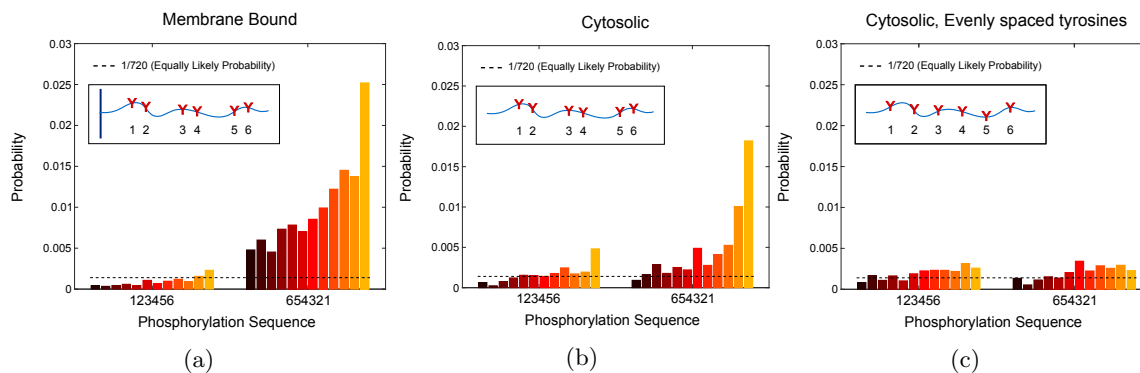 Membrane Bound
0.03
0.025
0.02
0.015
0.01
0.005
0
Probability
1/720 (Equally Likely Probability)
Y Y Y Y Y Y
1 2 3 4 5 6
123456 654321
Phosphorylation Sequence
(a)
Cytosolic
0.03
0.025
0.02
0.015
0.01
0.005
0
Probability
1/720 (Equally Likely Probability)
Y Y Y Y Y Y
1 2 3 4 5 6
123456 654321
Phosphorylation Sequence
(b)
Cytosolic, Evenly spaced tyrosines
0.03
0.025
0.02
0.015
0.01
0.005
0
Probability
1/720 (Equally Likely Probability)
Y Y Y Y Y Y
1 2 3 4 5 6
123456 654321
Phosphorylation Sequence
(c)